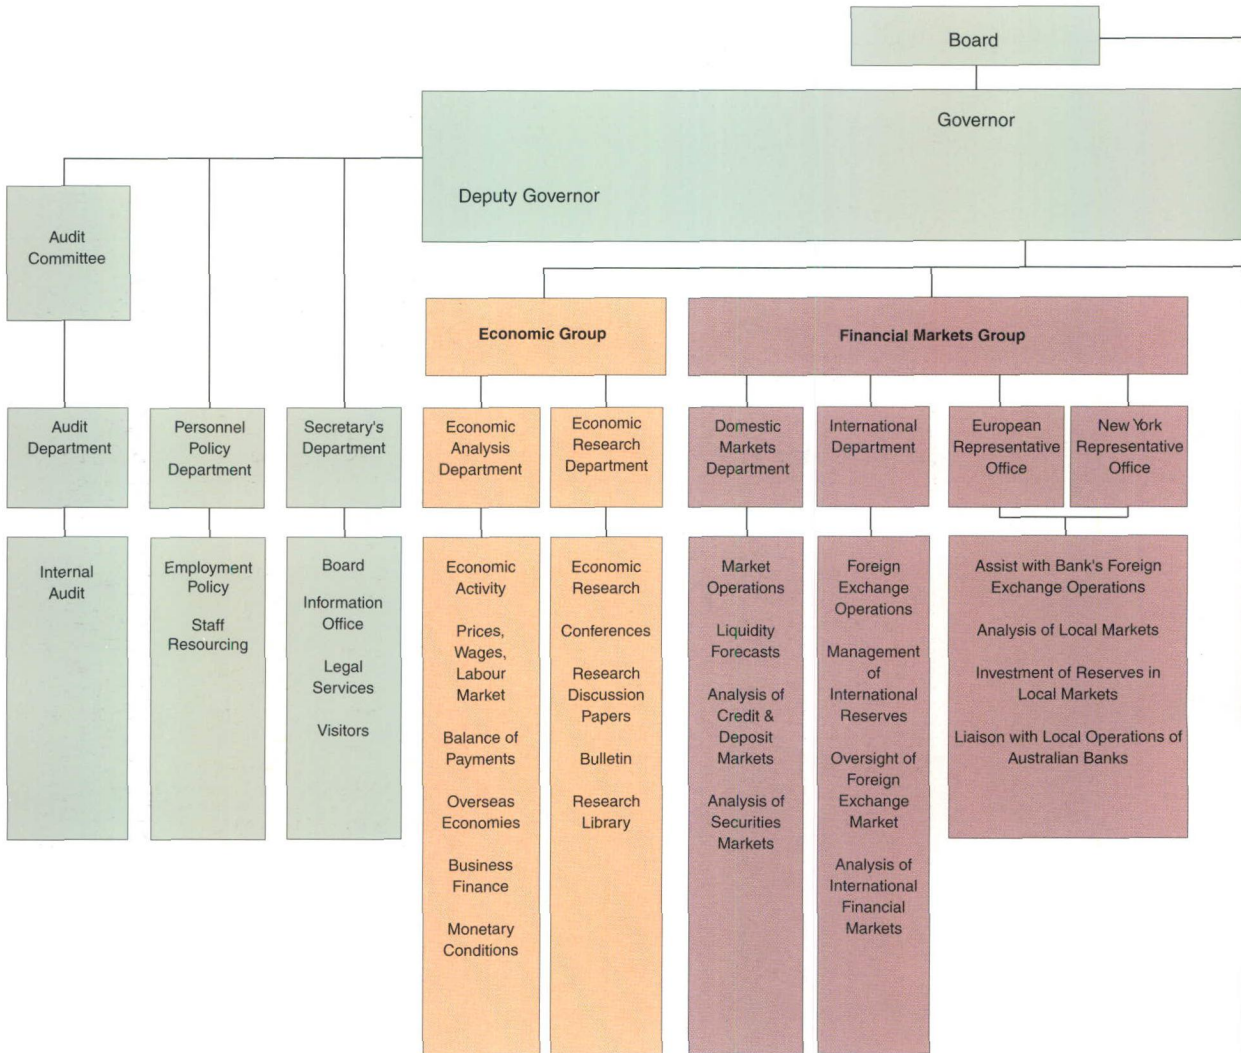 Board
Governor
Deputy Governor
Audit
Committee
Economic Group
Financial Markets Group
Audit
Department
Personnel
Policy
Department
Secretary's
Department
Economic
Analysis
Department
Economic
Research
Department
Domestic
Markets
Department
International
Department
European
Representative
Office
New York
Representative
Office
Internal
Audit
Employment
Policy
Staff
Resourcing
Board
Information
Office
Legal
Services
Visitors
Economic
Activity
Prices,
Wages,
Labour
Market
Balance of
Payments
Overseas
Economies
Business
Finance
Monetary
Conditions
Economic
Research
Conferences
Research
Discussion
Papers
Bulletin
Research
Library
Market
Operations
Liquidity
Forecasts
Analysis of
Credit &
Deposit
Markets
Analysis of
Securities
Markets
Foreign
Exchange
Operations
Management
of
International
Reserves
Oversight of
Foreign
Exchange
Market
Analysis of
International
Financial
Markets
Assist with Bank's Foreign
Exchange Operations
Analysis of Local Markets
Investment of Reserves in
Local Markets
Liaison with Local Operations of
Australian Banks